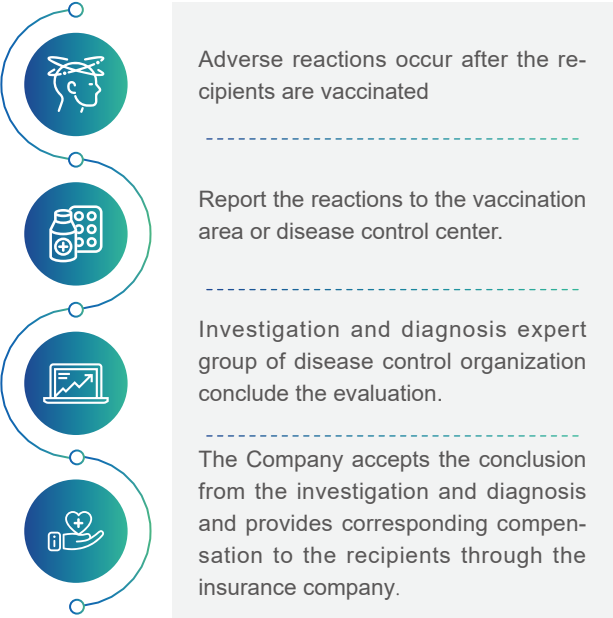 Adverse reactions occur after the re-
cipients are vaccinated
Report the reactions to the vaccination
area or disease control center.
Investigation and diagnosis expert
group of disease control organization
conclude the evaluation.
The Company accepts the conclusion
from the investigation and diagnosis
and provides corresponding compen-
sation to the recipients through the
insurance company.